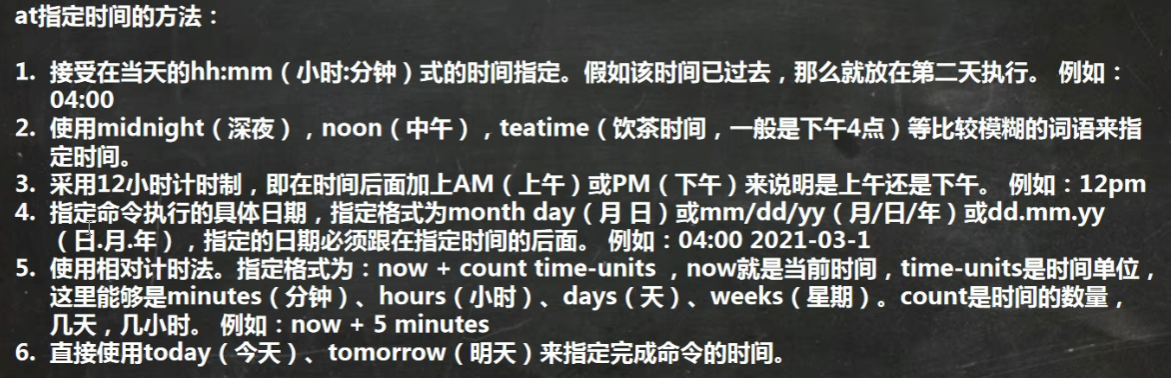 at指定时间的方法：
1. 接受在当天的hh:mm（小时:分钟）式的时间指定。假如该时间已过去，那么就放在第二天执行。 例如：
04:00
2. 使用midnight（深夜），noon（中午），teatime（饮茶时间，一般是下午4点）等比较模糊的词语来指
定时间。
3. 采用12小时计时制，即在时间后面加上AM（上午）或PM（下午）来说明是上午还是下午。 例如：12pm
4. 指定命令执行的具体日期，指定格式为month day（月 日）或mm/dd/yy（月/日/年）或dd.mm.yy
（日.月.年），指定的日期必须跟在指定时间的后面。 例如：04:00 2021-03-1
5. 使用相对计时法。指定格式为：now + count time-units ，now就是当前时间，time-units是时间单位，
这里能够是minutes（分钟）、hours（小时）、days（天）、weeks（星期）。count是时间的数量，
几天，几小时。 例如：now + 5 minutes
6. 直接使用today（今天）、tomorrow（明天）来指定完成命令的时间。